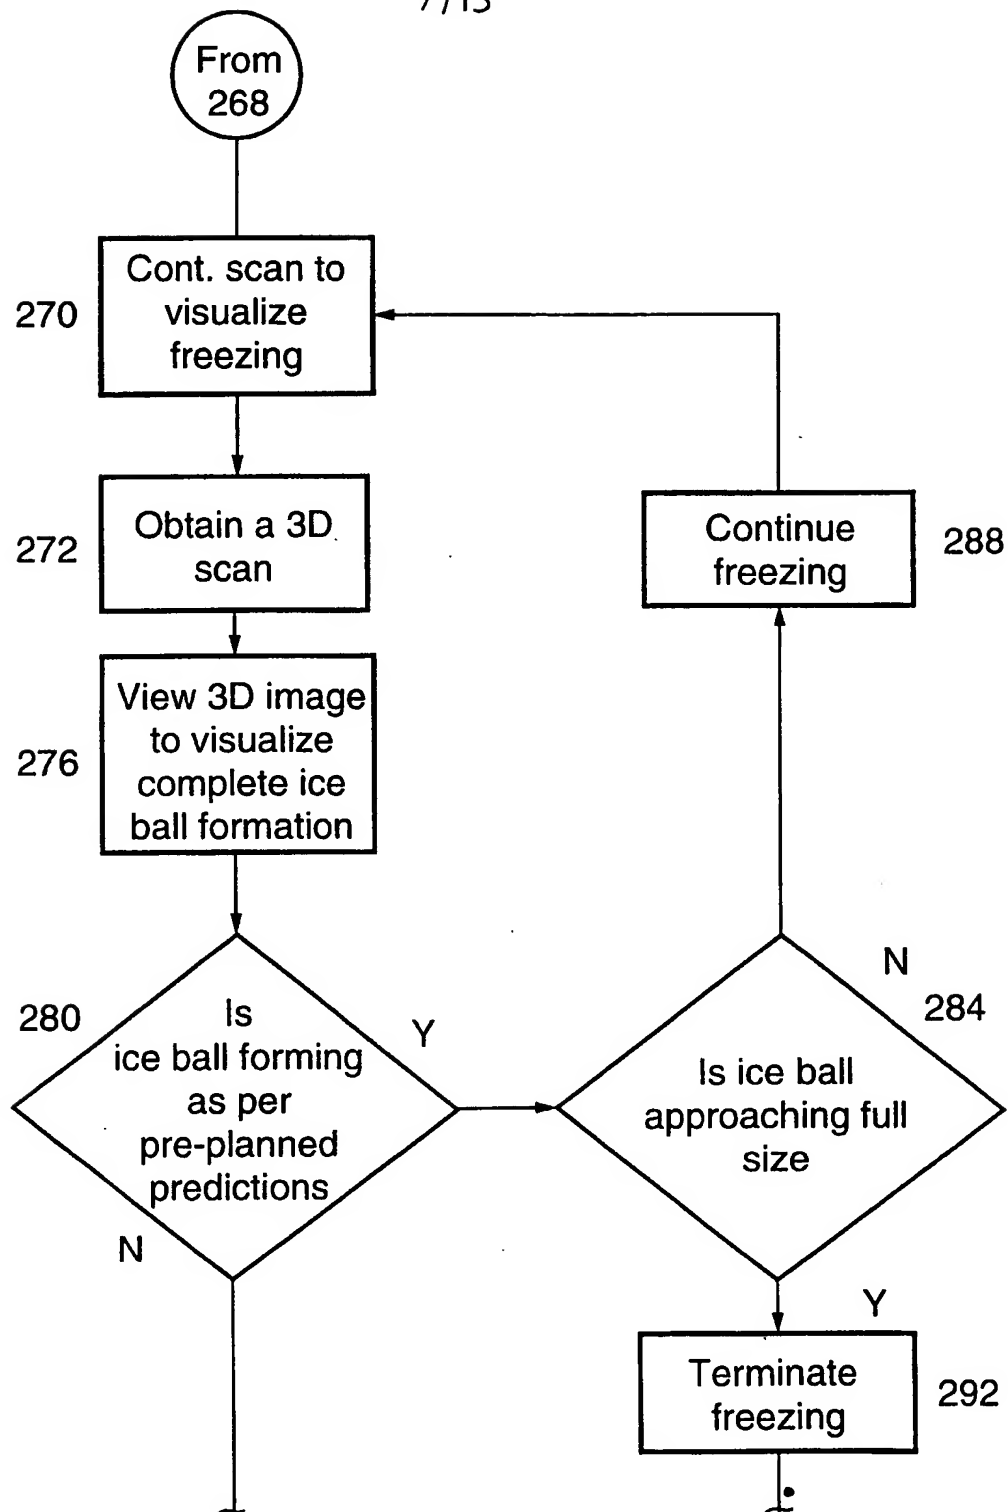 7/13
From
268
270
Cont. scan to
visualize
freezing
272
Obtain a 3D
scan
Continue
freezing
288
276
View 3D image
to visualize
complete ice
ball formation
280
Is
ice ball forming
as per
pre-planned
predictions
Y
N
N
284
Is ice ball
approaching full
size
Y
Terminate
freezing
292